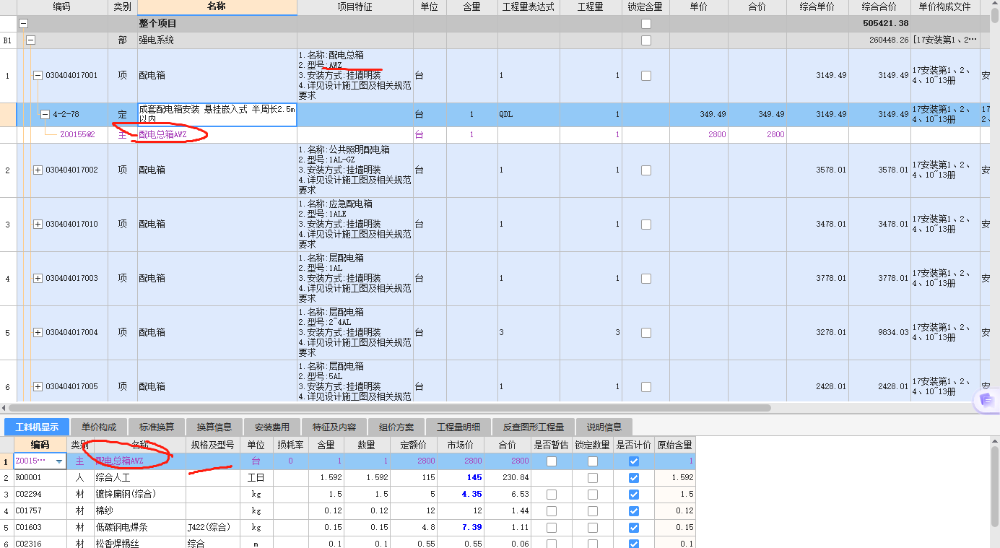 编码 类别 名称 项目特征 单位 含量 工程量表达式 工程量 锁定含量 单价 合价 综合单价 综合合价 单价构成文件
整个项目 505421.38
B1 部 强电系统 260448.26 [17安装第1、2…
1 030404017001 项 配电箱 1.名称:配电总箱 台 1 1 3149.49 3149.49 17安装第1、2、 安
2.型号:AWZ 4、10~13册
3.安装方式:挂墙明装
4.详见设计施工图及相关规范
要求
4-2-78 定 成套配电箱安装 悬挂嵌入式 半周长2.5m 台 1 QDL 1 349.49 349.49 3149.49 3149.49 17安装第1、2、 17
以内 4、10~13册 2、
Z00155@2 主 配电总箱AWZ 台 1 1 2800 2800
2 030404017002 项 配电箱 1.名称:公共照明配电箱 台 1 1 3578.01 3578.01 17安装第1、2、 安
2.型号:1AL-GZ 4、10~13册
3.安装方式:挂墙明装
4.详见设计施工图及相关规范
要求
3 030404017010 项 配电箱 1.名称:应急配电箱 台 1 1 3478.01 3478.01 17安装第1、2、 安
2.型号:1ALE 4、10~13册
3.安装方式:挂墙明装
4.详见设计施工图及相关规范
要求
4 030404017003 项 配电箱 1.名称:层配电箱 台 1 1 3778.01 3778.01 17安装第1、2、 安
2.型号:1AL 4、10~13册
3.安装方式:挂墙明装
4.详见设计施工图及相关规范
要求
5 030404017004 项 配电箱 1.名称:层配电箱 台 3 3 3278.01 9834.03 17安装第1、2、 安
2.型号:2~4AL 4、10~13册
3.安装方式:挂墙明装
4.详见设计施工图及相关规范
要求
6 030404017005 项 配电箱 1.名称:层配电箱 台 1 1 2428.01 2428.01 17安装第1、2、 安
2.型号:5AL 4、10~13册
3.安装方式:挂墙明装
4.详见设计施工图及相关规范
工料机显示 单价构成 标准换算 换算信息 安装费用 特征及内容 组价方案 工程量明细 反查图形工程量 说明信息
编码 类别 名称 规格及型号 单位 损耗率 含量 数量 定额价 市场价 合价 是否暂估 锁定数量 是否计价 原始含量
1 Z0015… 主 配电总箱AWZ 台 0 1 1 2800 2800 2800 1
2 R00001 人 综合人工 工日 1.592 1.592 115 145 230.84 1.592
3 C02294 材 镀锌扁钢(综合) kg 1.5 1.5 5 4.35 6.53 1.5
4 C01757 材 棉纱 kg 0.12 0.12 12 12 1.44 0.12
5 C01603 材 低碳钢电焊条 J422(综合) kg 0.15 0.15 4.8 7.39 1.11 0.15
6 C02316 材 松香焊锡丝 综合 m 0.1 0.1 0.55 0.55 0.06 0.1